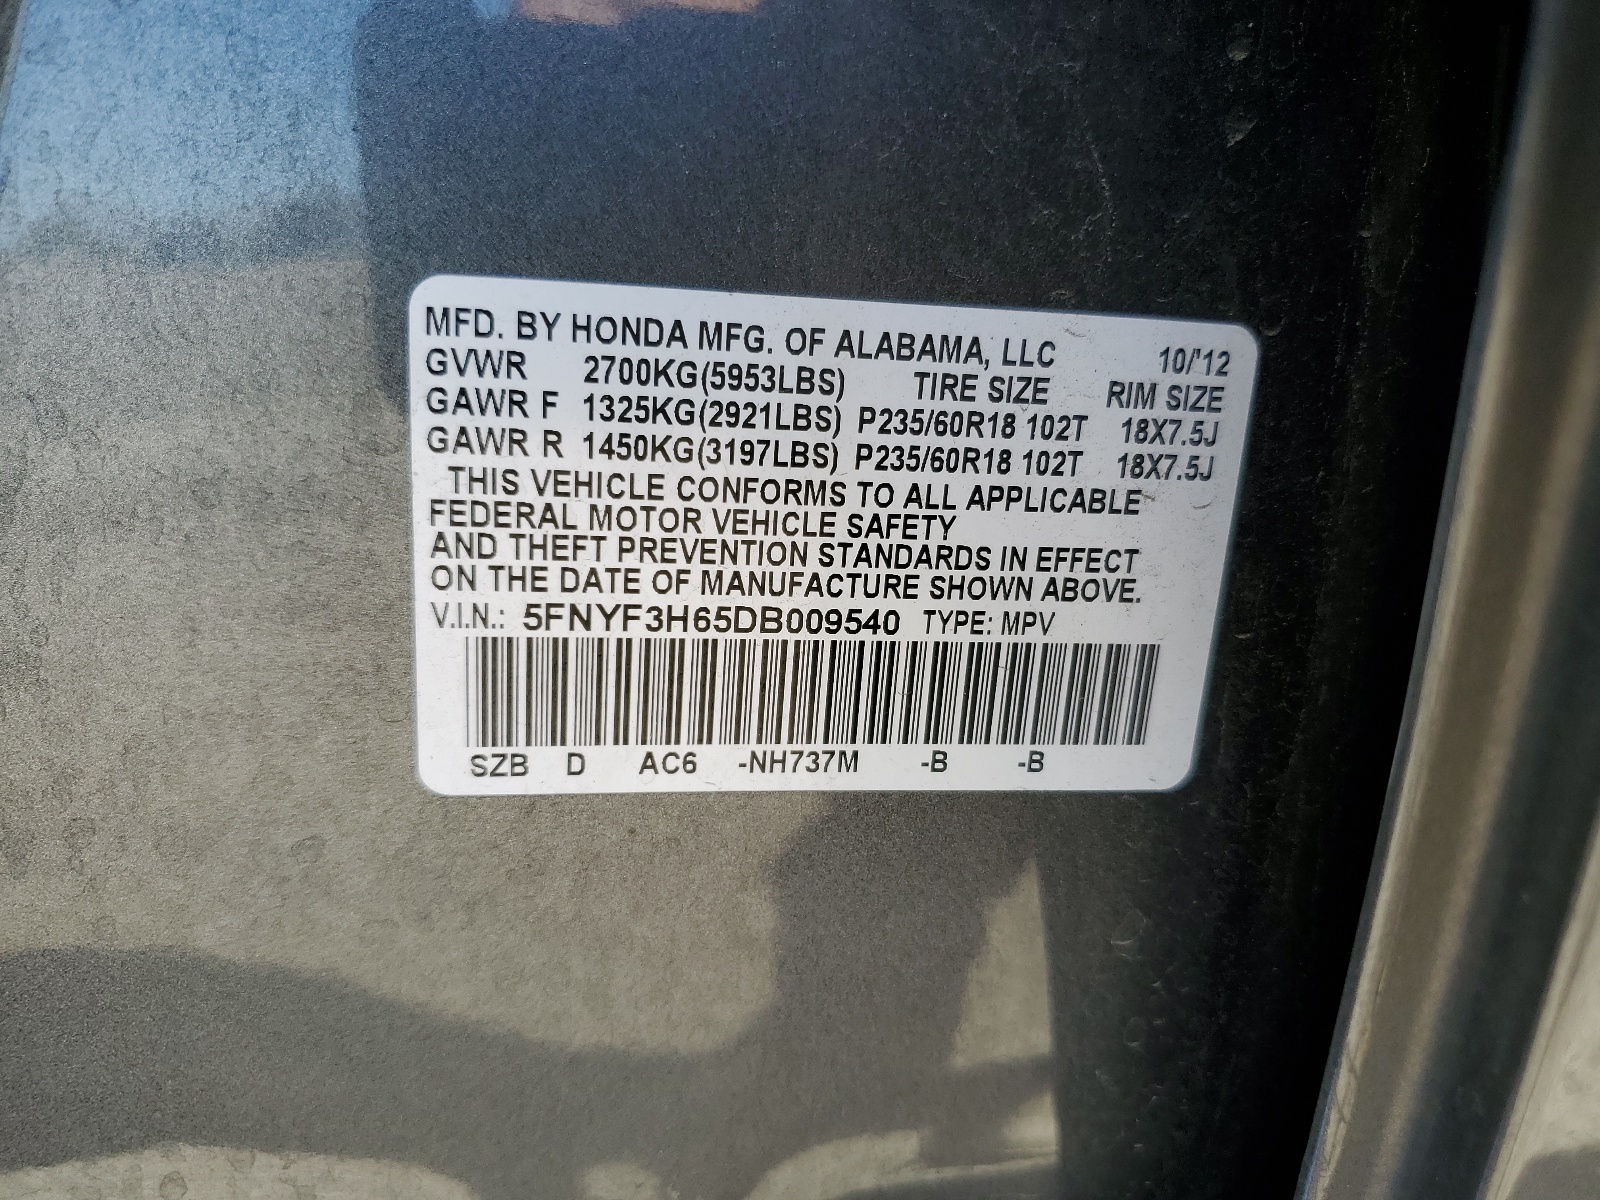 MFD. BY HONDA MFG. OF ALABAMA, LLC 10/'12
GVWR 2700KG(5953LBS) TIRE SIZE RIM SIZE
GAWR F 1325KG(2921LBS) P235/60R18 102T 18X7.5J
GAWR R 1450KG(3197LBS) P235/60R18 102T 18X7.5J
THIS VEHICLE CONFORMS TO ALL APPLICABLE
FEDERAL MOTOR VEHICLE SAFETY
AND THEFT PREVENTION STANDARDS IN EFFECT
ON THE DATE OF MANUFACTURE SHOWN ABOVE.
V.I.N.: 5FNYF3H65DB009540 TYPE: MPV
SZB D AC6 -NH737M -B -B